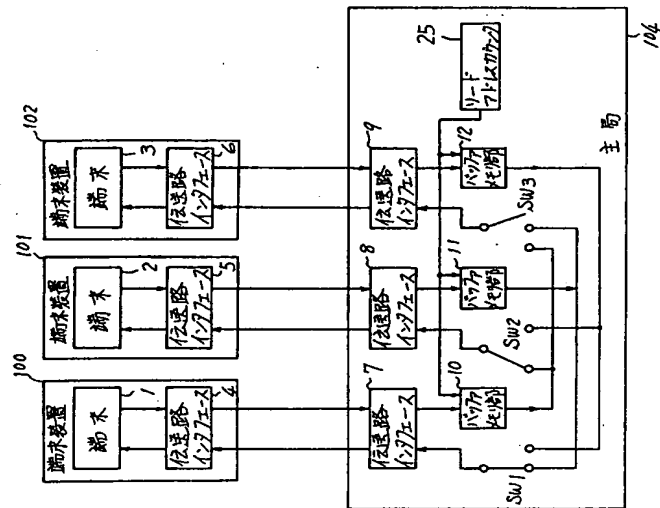 100
端末装置
端末
1
伝送路
インタフェース
4
101
端末装置
端末
2
伝送路
インタフェース
5
102
端末装置
端末
3
伝送路
インタフェース
6
伝送路
インタフェース
7
伝送路
インタフェース
8
伝送路
インタフェース
9
バッファ
メモリ部
10
バッファ
メモリ部
11
バッファ
メモリ部
12
リード
アドレスカウンタ
25
SW1
SW2
SW3
主局
104